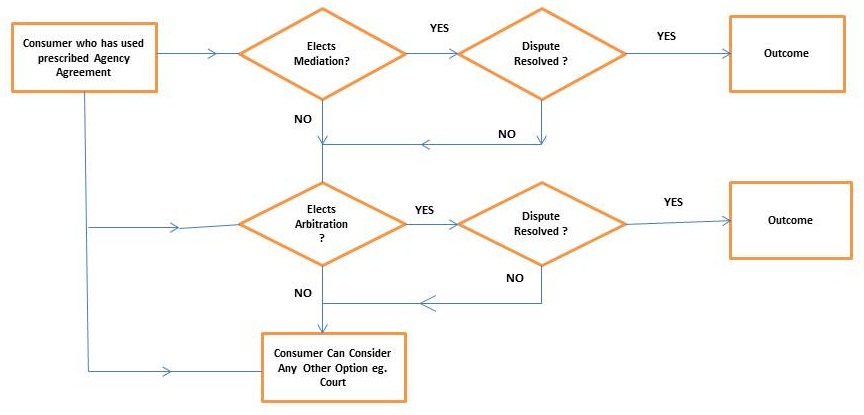 Consumer who has used
prescribed Agency
Agreement
Elects
Mediation?
YES
Dispute
Resolved ?
YES
Outcome
NO
NO
Elects
Arbitration
?
YES
Dispute
Resolved ?
YES
Outcome
NO
NO
Consumer Can Consider
Any Other Option eg.
Court